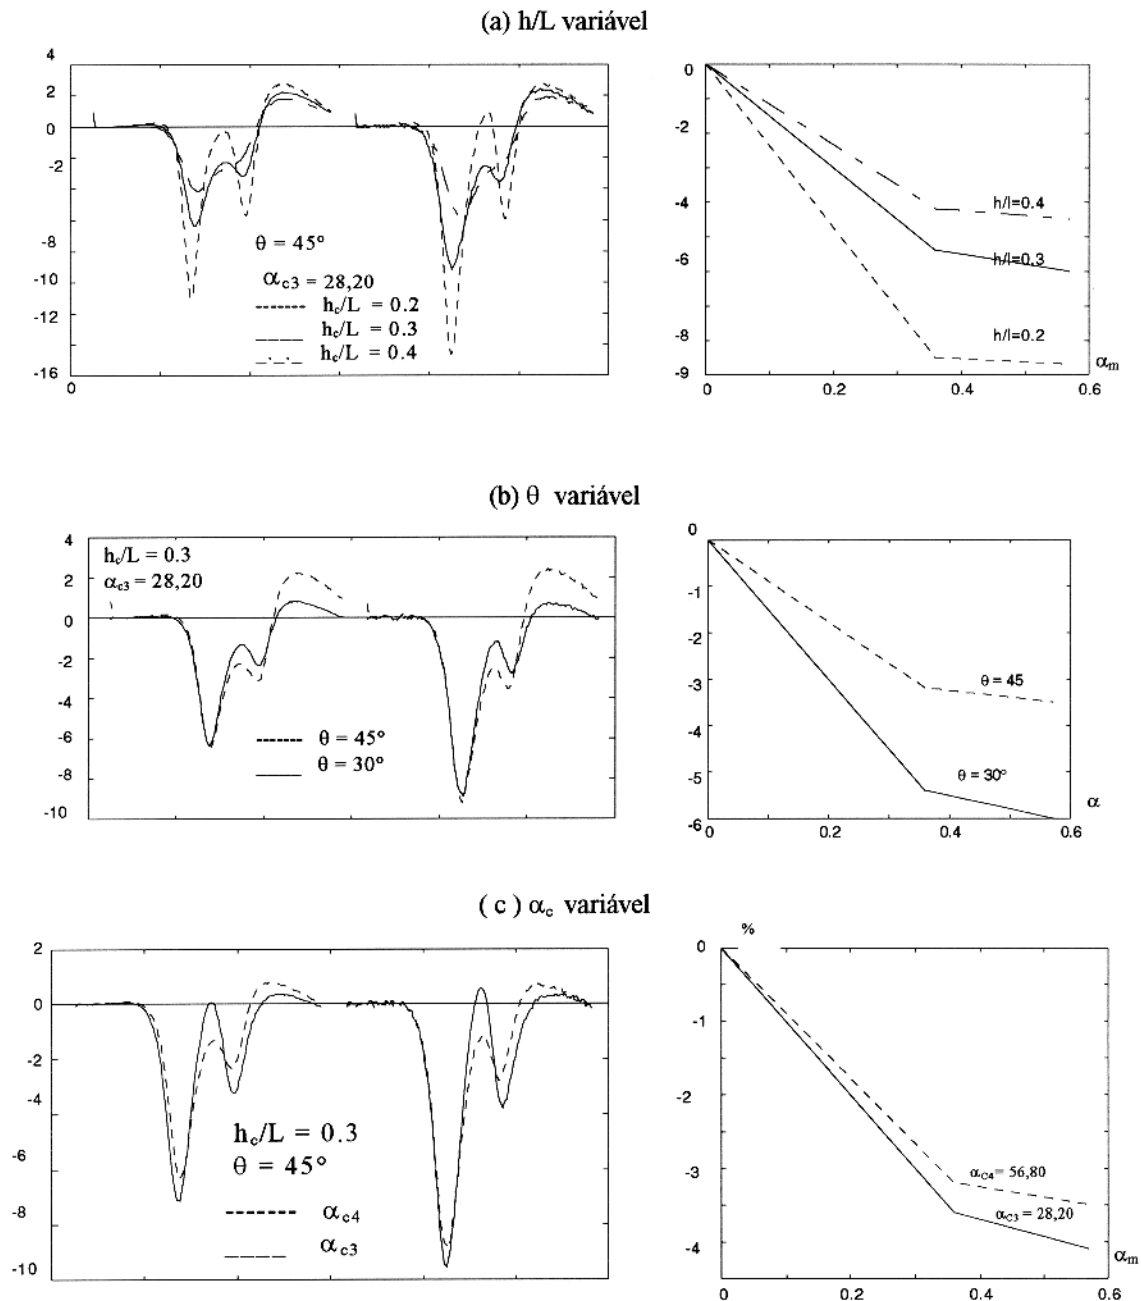 (a) h/L variável
4
2
0
-2
-4
-6
-8
-10
-12
-14
-16
0
θ = 45°
αc3 = 28,20
hc/L = 0.2
hc/L = 0.3
hc/L = 0.4
0
-2
-4
-6
-8
-9
0
0.2
0.4
0.6
αm
h/l=0.4
h/l=0.3
h/l=0.2
(b) θ variável
4
2
0
-2
-4
-6
-8
-10
hc/L = 0.3
αc3 = 28,20
θ = 45°
θ = 30°
0
-1
-2
-3
-4
-5
-6
0
0.2
0.4
0.6
α
θ = 45
θ = 30°
( c ) αc variável
2
0
-2
-4
-6
-8
-10
hc/L = 0.3
θ = 45°
αc4
αc3
%
0
-1
-2
-3
-4
0
0.2
0.4
0.6
αm
αC4= 56,80
αC3 = 28,20